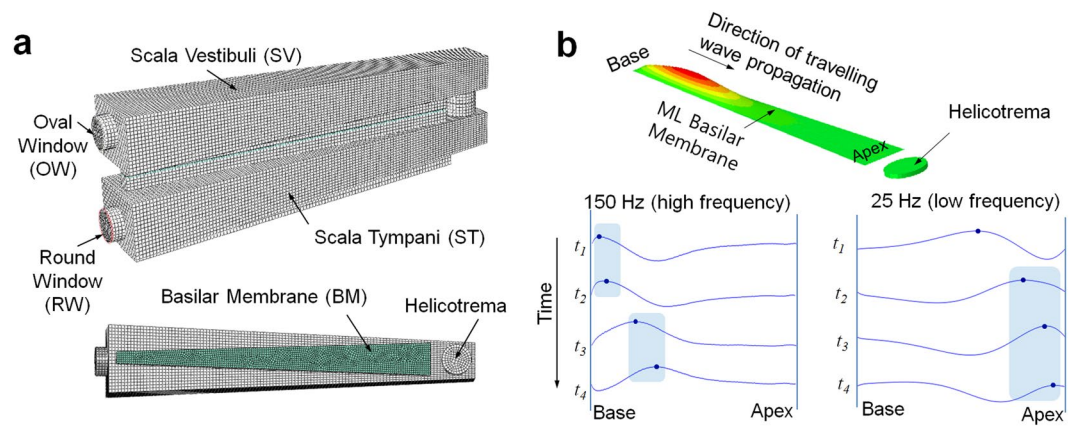 a
Scala Vestibuli (SV)
Oval
Window
(OW)
Round
Window
(RW)
Scala Tympani (ST)
Basilar Membrane (BM)
Helicotrema
b
Base
Direction of travelling
wave propagation
ML Basilar
Membrane
Apex
Helicotrema
150 Hz (high frequency)
t1
t2
t3
t4
Time
Base
Apex
25 Hz (low frequency)
t1
t2
t3
t4
Base
Apex